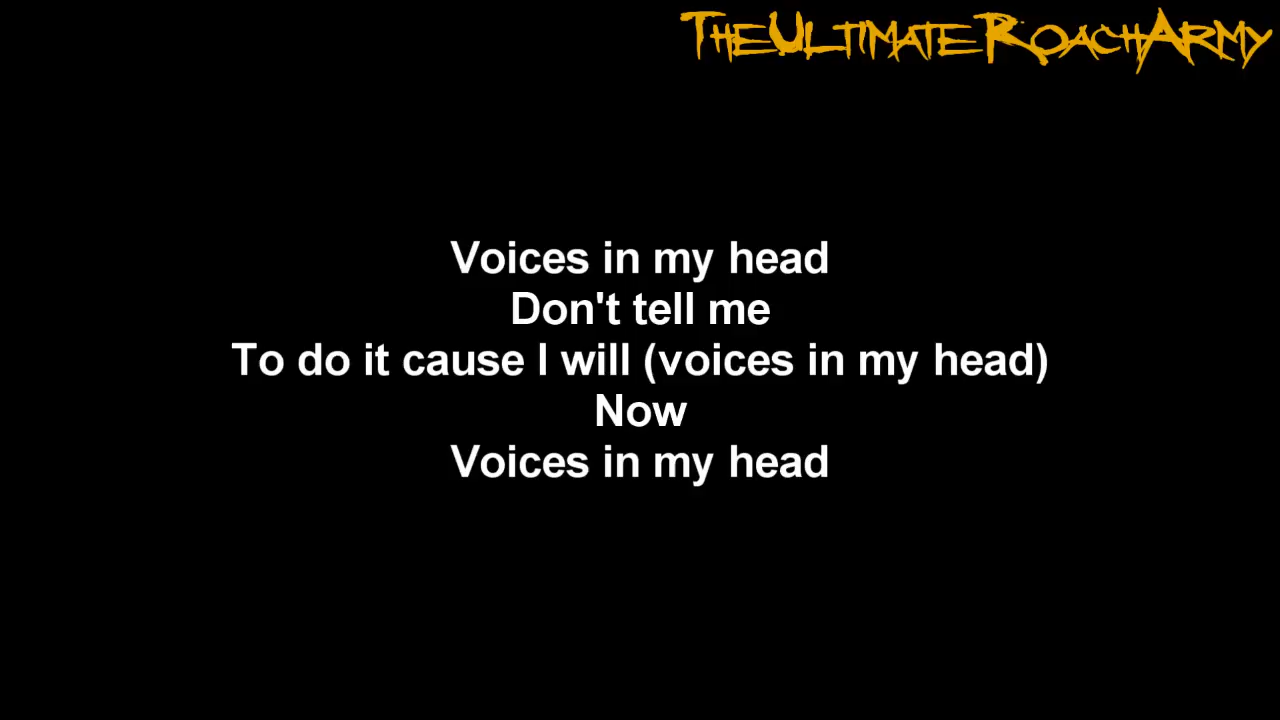 TheUltimateRoachArmy
Voices in my head
Don't tell me
To do it cause I will (voices in my head)
Now
Voices in my head